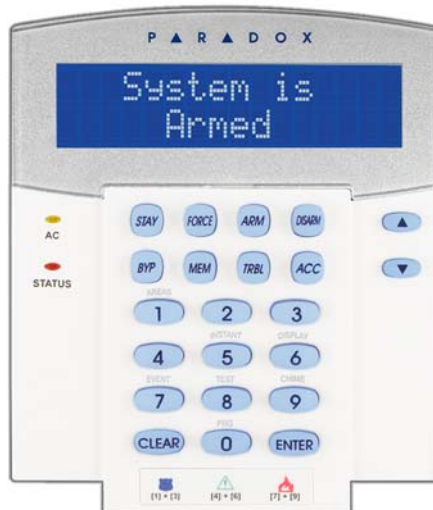 PARADOX
System is
Armed
STAY FORCE ARM DISARM
AC
BYP MEM TRBL ACC
STATUS
AREAS
1 2 3
INSTANT DISPLAY
4 5 6
EVENT TEST CHIME
7 8 9
PRG
CLEAR 0 ENTER
[1] + [3] [4] + [6] [7] + [9]